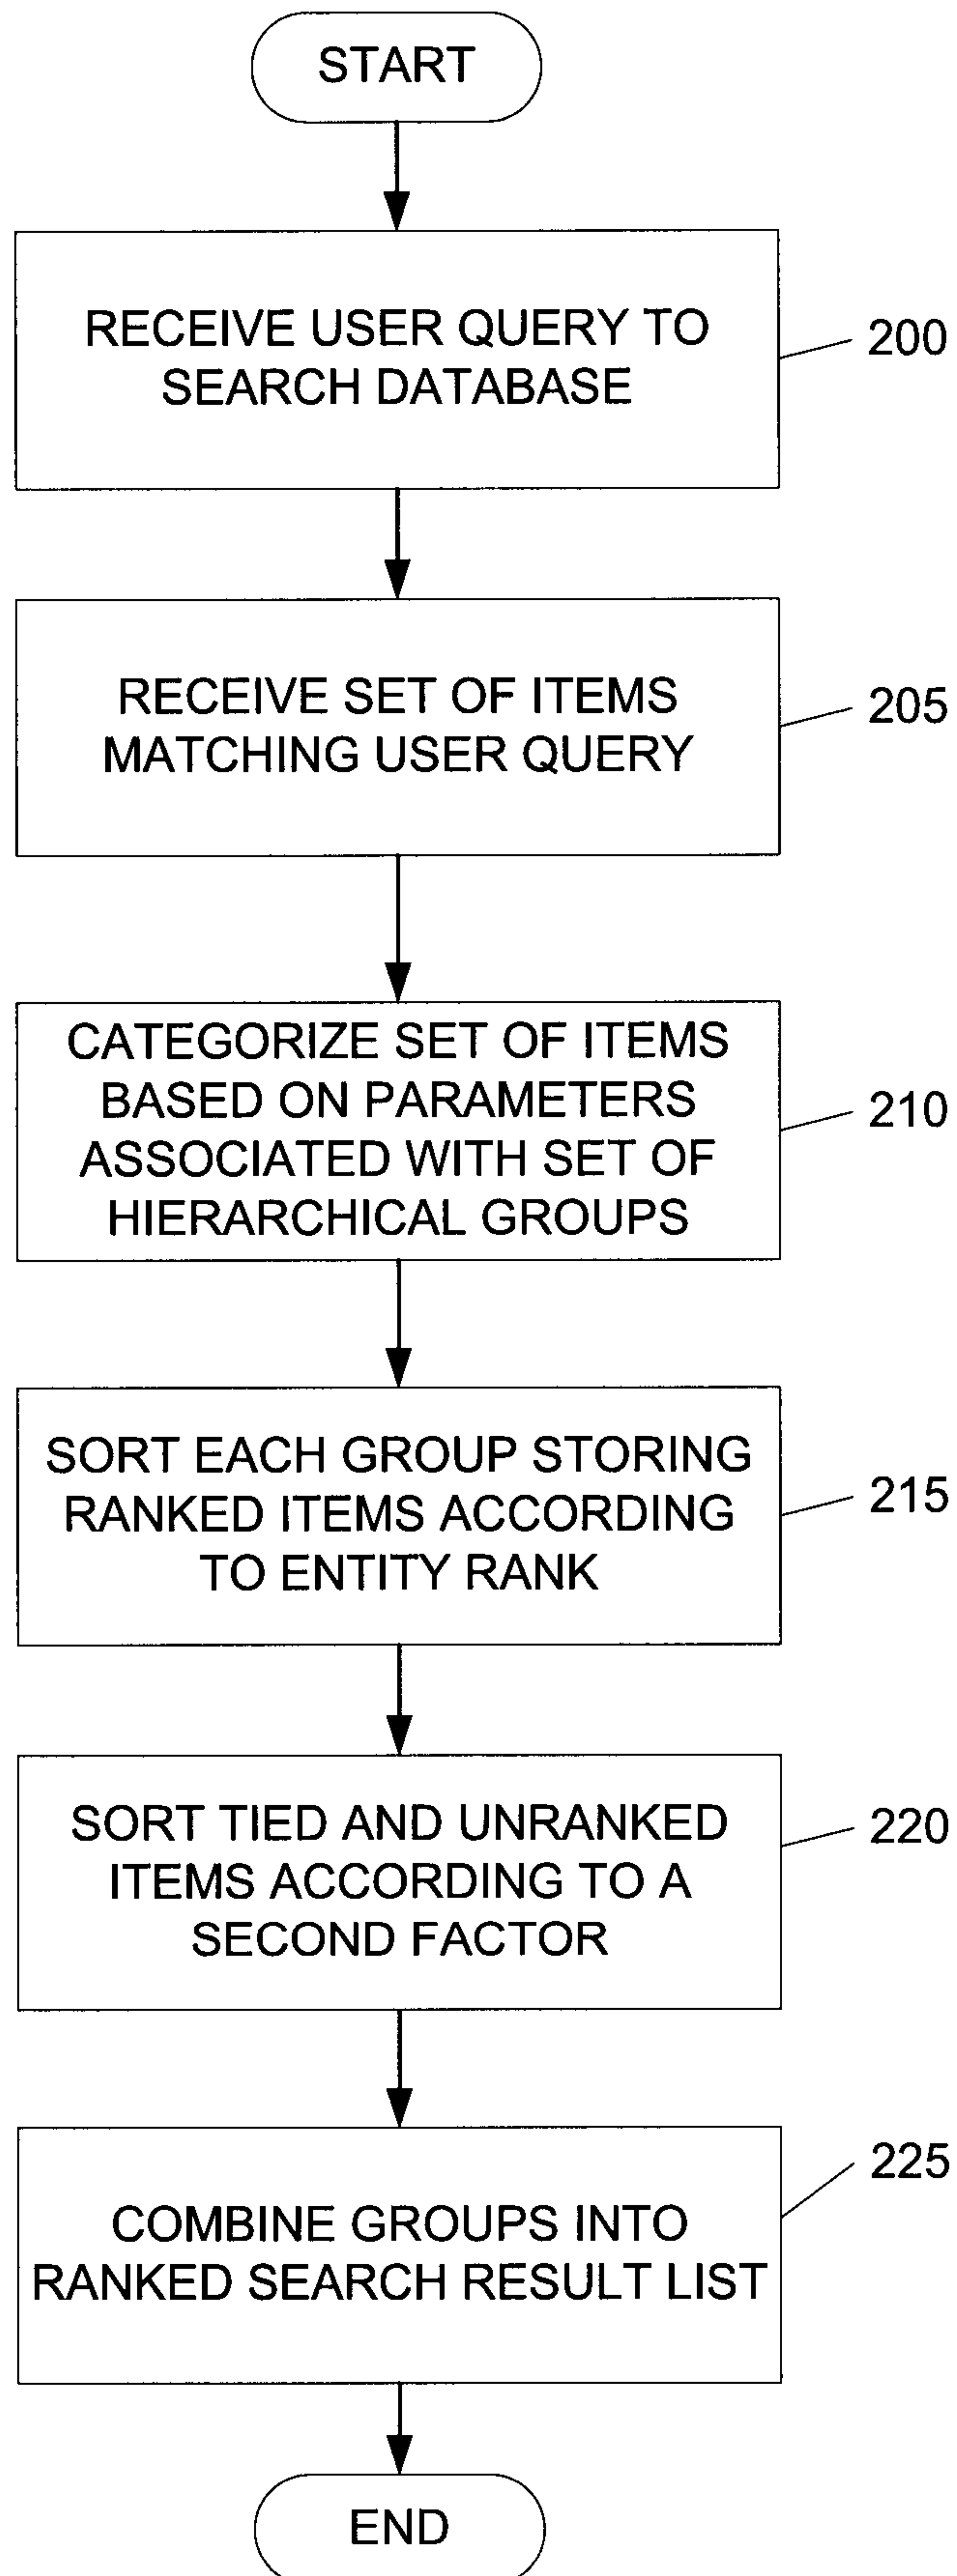 START
RECEIVE USER QUERY TO
SEARCH DATABASE
200
RECEIVE SET OF ITEMS
MATCHING USER QUERY
205
CATEGORIZE SET OF ITEMS
BASED ON PARAMETERS
ASSOCIATED WITH SET OF
HIERARCHICAL GROUPS
210
SORT EACH GROUP STORING
RANKED ITEMS ACCORDING
TO ENTITY RANK
215
SORT TIED AND UNRANKED
ITEMS ACCORDING TO A
SECOND FACTOR
220
COMBINE GROUPS INTO
RANKED SEARCH RESULT LIST
225
END